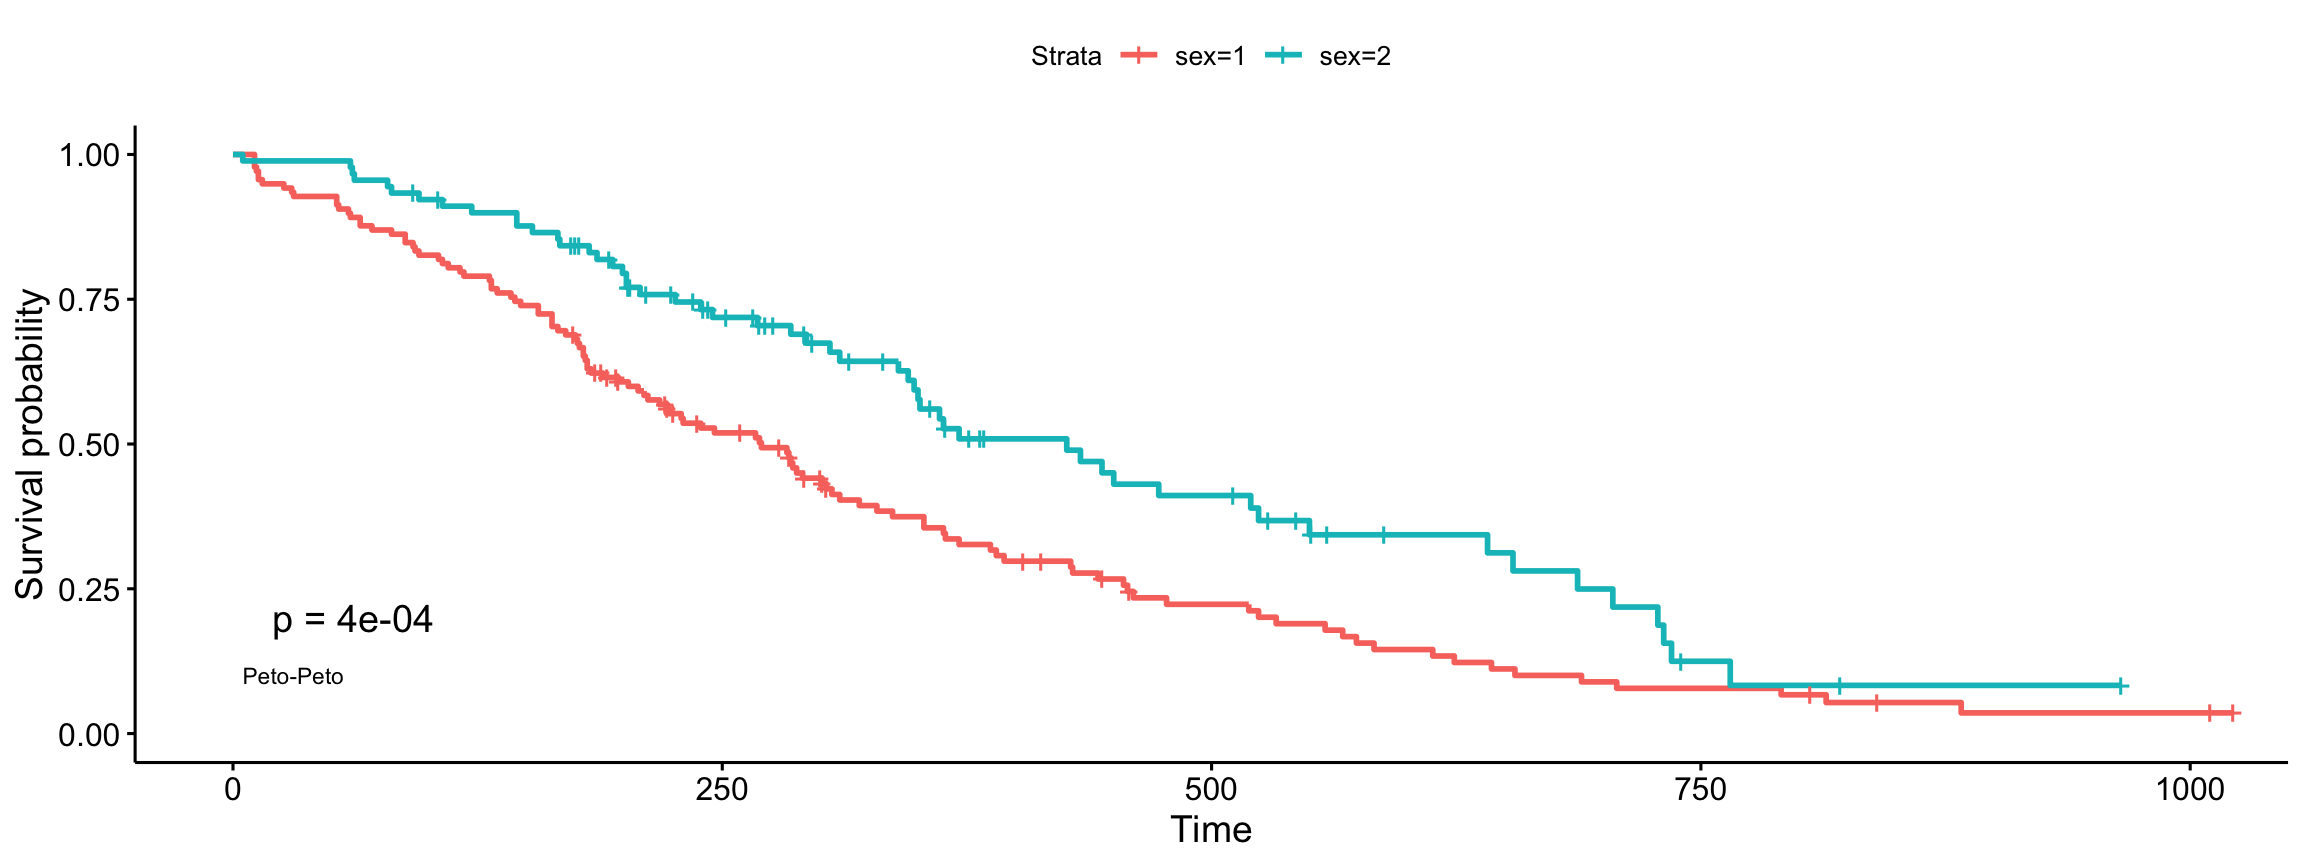 Strata sex=1 sex=2
Survival probability
1.00
0.75
0.50
0.25
0.00
p = 4e-04
Peto-Peto
0 250 500 750 1000
Time